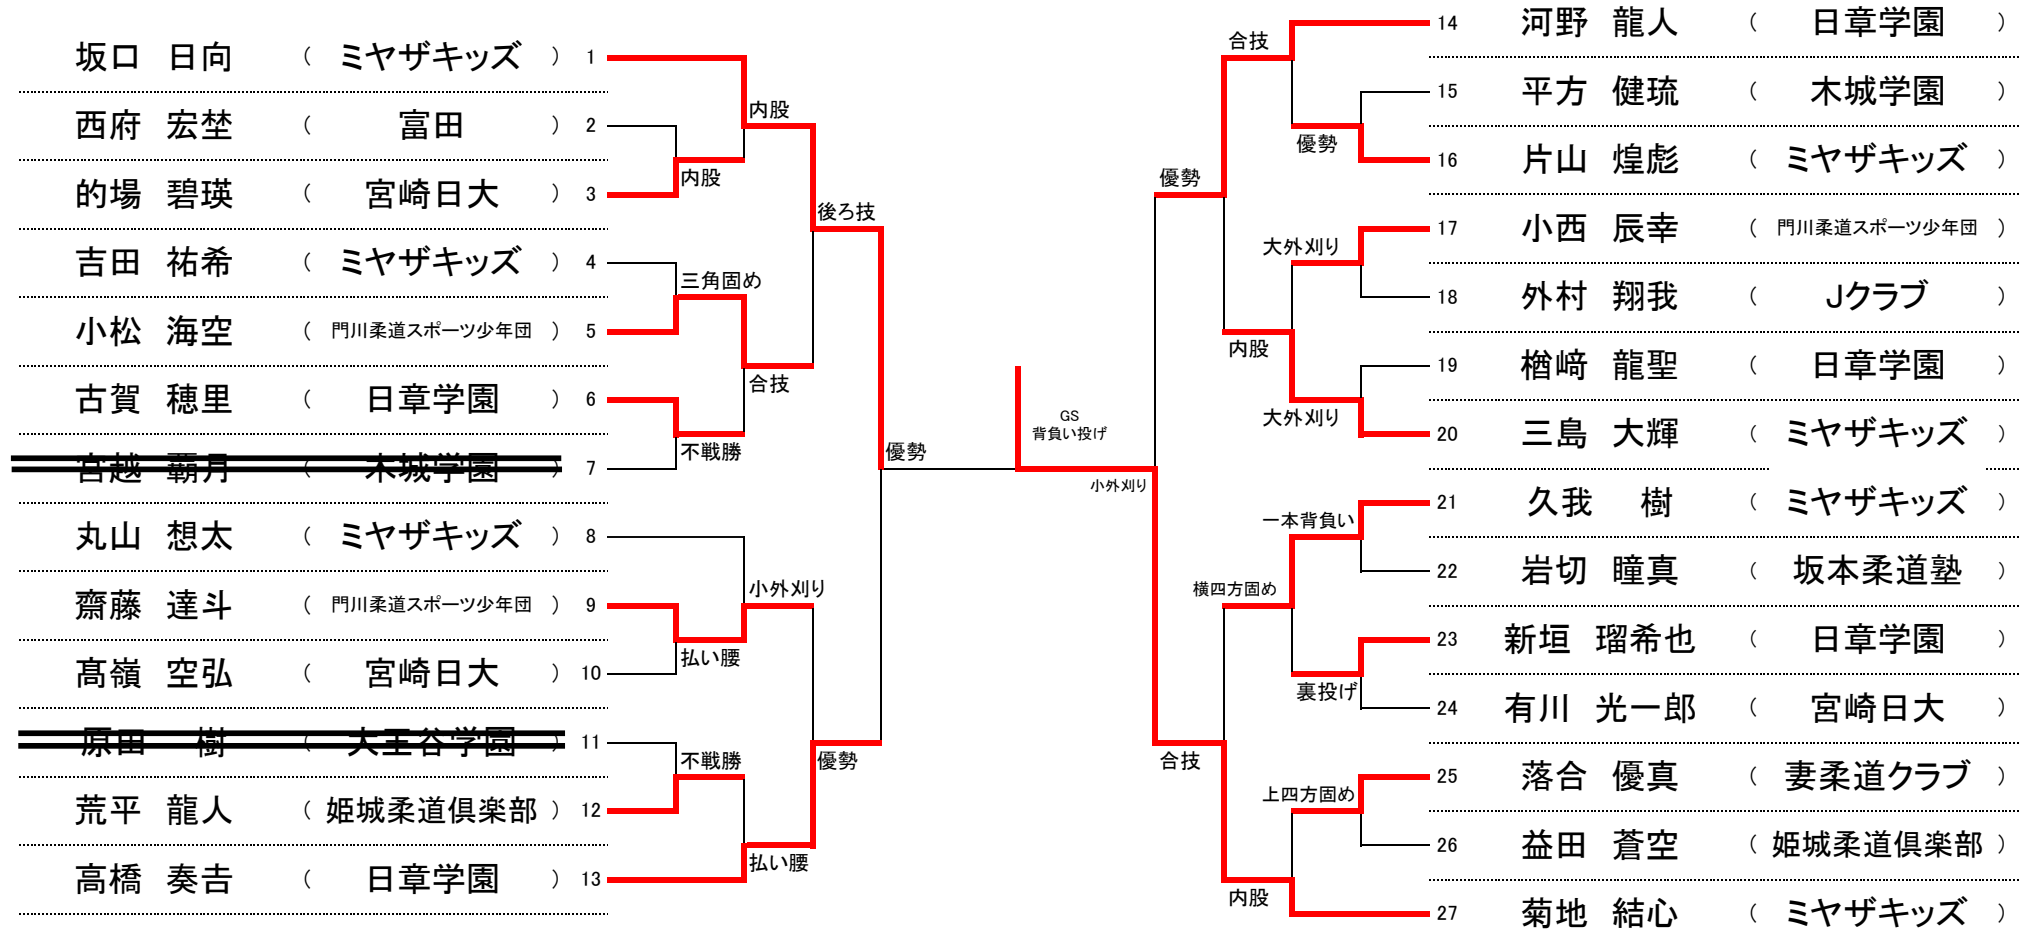 坂口 日向 ( ミヤザキッズ ) 1
西府 宏埜 ( 富田 ) 2
的場 碧瑛 ( 宮崎日大 ) 3
吉田 祐希 ( ミヤザキッズ ) 4
小松 海空 ( 門川柔道スポーツ少年団 ) 5
古賀 穂里 ( 日章学園 ) 6
宮越 覇月 ( 木城学園 ) 7
丸山 想太 ( ミヤザキッズ ) 8
齋藤 達斗 ( 門川柔道スポーツ少年団 ) 9
髙嶺 空弘 ( 宮崎日大 ) 10
原田 樹 ( 大王谷学園 ) 11
荒平 龍人 ( 姫城柔道倶楽部 ) 12
高橋 奏吉 ( 日章学園 ) 13
内股
内股
後ろ技
三角固め
合技
不戦勝
優勢
小外刈り
払い腰
不戦勝
優勢
払い腰
GS
背負い投げ
小外刈り
合技
優勢
優勢
大外刈り
内股
大外刈り
一本背負い
横四方固め
裏投げ
合技
上四方固め
内股
14 河野 龍人 ( 日章学園 )
15 平方 健琉 ( 木城学園 )
16 片山 煌彪 ( ミヤザキッズ )
17 小西 辰幸 ( 門川柔道スポーツ少年団 )
18 外村 翔我 ( Jクラブ )
19 楢﨑 龍聖 ( 日章学園 )
20 三島 大輝 ( ミヤザキッズ )
21 久我 樹 ( ミヤザキッズ )
22 岩切 瞳真 ( 坂本柔道塾 )
23 新垣 瑠希也 ( 日章学園 )
24 有川 光一郎 ( 宮崎日大 )
25 落合 優真 ( 妻柔道クラブ )
26 益田 蒼空 ( 姫城柔道倶楽部 )
27 菊地 結心 ( ミヤザキッズ )